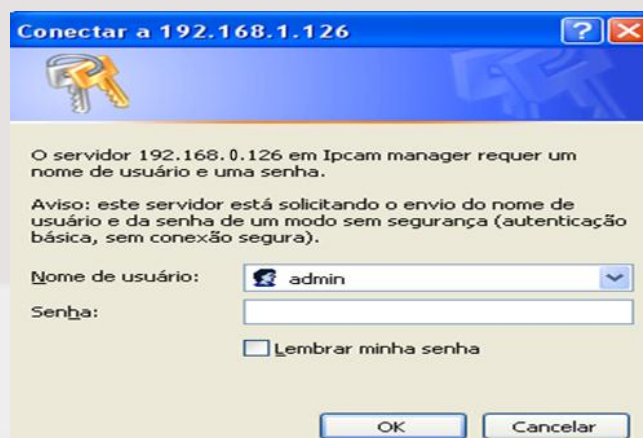 Conectar a 192.168.1.126
O servidor 192.168.0.126 em Ipcam manager requer um
nome de usuário e uma senha.
Aviso: este servidor está solicitando o envio do nome de
usuário e da senha de um modo sem segurança (autenticação
básica, sem conexão segura).
Nome de usuário: admin
Senha:
Lembrar minha senha
OK Cancelar